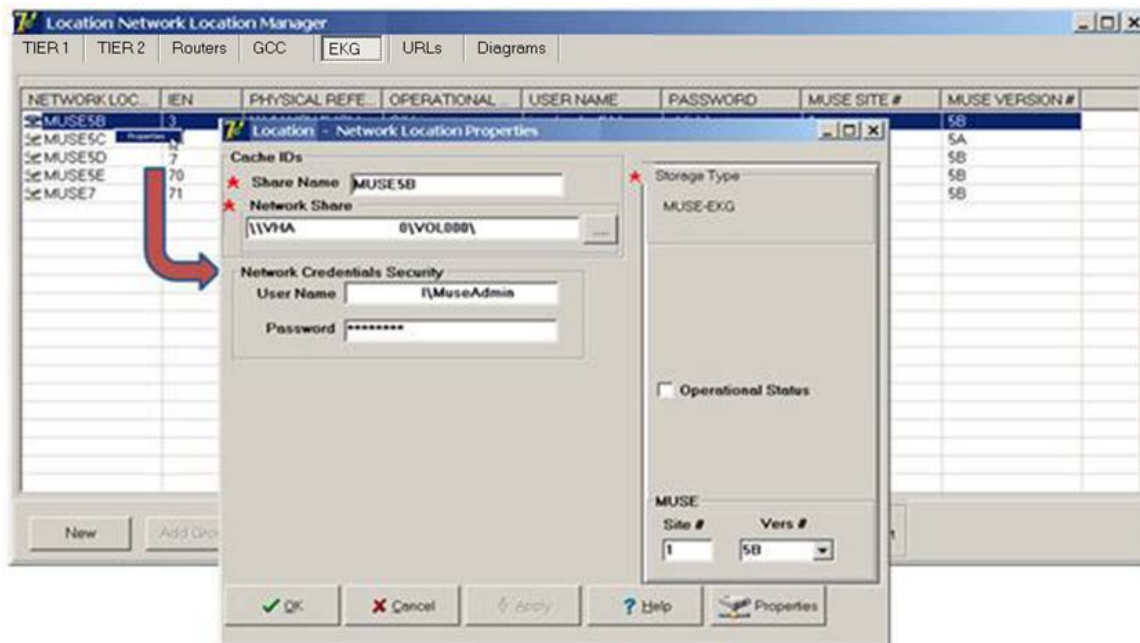 Location Network Location Manager
TIER 1 TIER 2 Routers GCC EKG URLs Diagrams
NETWORK LOC... IEN PHYSICAL REFE... OPERATIONAL ... USER NAME PASSWORD MUSE SITE # MUSE VERSION #
MUSE5B 3 5B
MUSE5C Properties 5A
MUSE5D 7 5B
MUSE5E 70 5B
MUSE7 71 5B
Location - Network Location Properties
Cache IDs
* Share Name MUSE5B
* Network Share
\\VHA 0\VOL000\ ....
Network Credentials Security
User Name I\MuseAdmin
Password ********
* Storage Type
MUSE-EKG
Operational Status
MUSE
Site # Vers #
1 5B
New Add Gro
OK Cancel Apply ? Help Properties